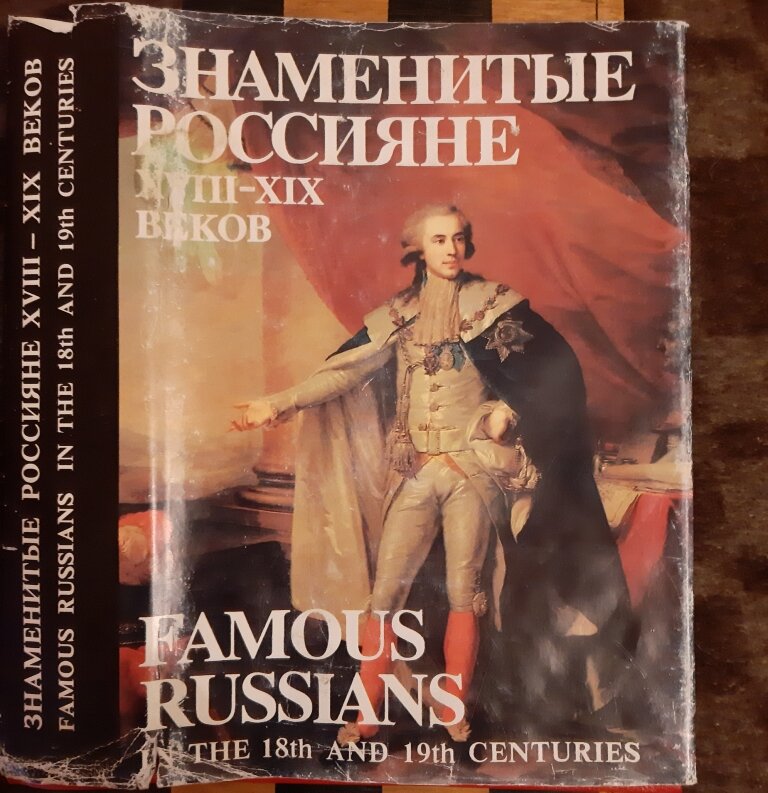 ЗНАМЕНИТЫЕ РОССИЯНЕ XVIII – XIX ВЕКОВ
FAMOUS RUSSIANS IN THE 18th AND 19th CENTURIES
ЗНАМЕНИТЫЕ
РОССИЯНЕ
XVIII–XIX
ВЕКОВ
FAMOUS
RUSSIANS
IN THE 18th AND 19th CENTURIES